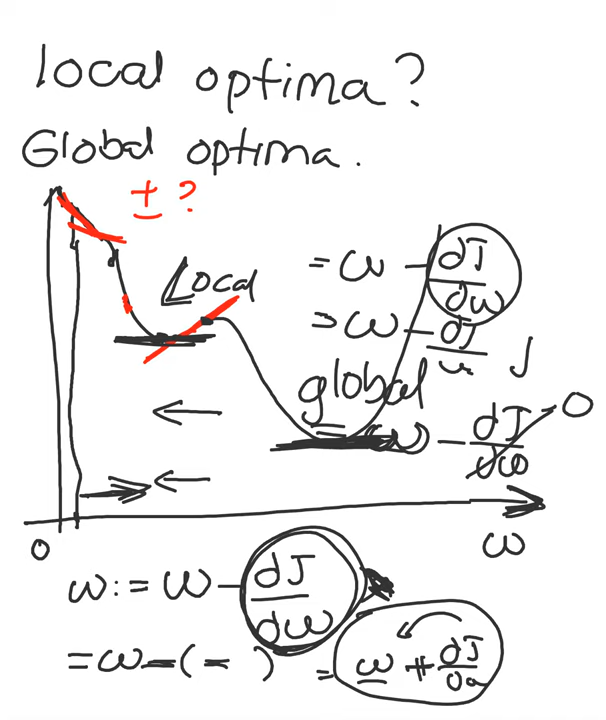 local optima?
Global optima.
± ?
Local
= ω - dJ/dω
⇒ ω - dJ
J
global
ω - dJ/dω → 0
0
ω
ω := ω - dJ/dω
= ω - (- ) = ω + dJ